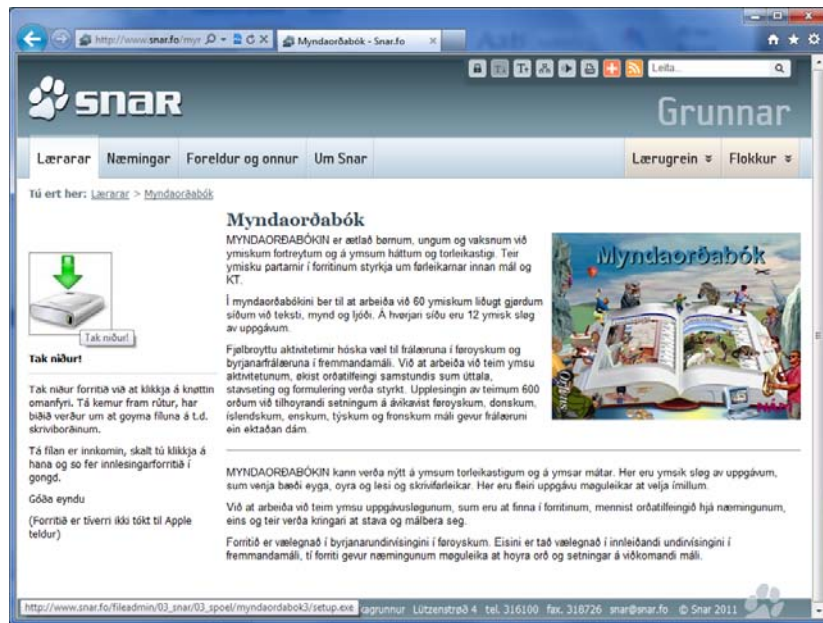 http://www.snar.fo/myr
Myndaorðabók - Snar.fo
T+
Leita...
snar
Grunnar
Lærarar Næmingar Foreldur og onnur Um Snar Lærugrein Flokkur
Tú ert her: Lærarar > Myndaorðabók
Tak niður!
Tak niður!
Tak niður forritið við at klikkja á knøttin
omanfyri. Tá kemur fram rútur, har
biðið verður um at goyma fíluna á t.d.
skriviborðinum.
Tá fílan er innkomin, skalt tú klikkja á
hana og so fer innlesingarforritið í
gongd.
Góða eyndu
(Forritið er tíverri ikki tókt til Apple
teldur)
Myndaorðabók
MYNDAORÐABÓKIN er ætlað børnum, ungum og vaksnum við
ymiskum fortreytum og á ymsum háttum og torleikastigi. Teir
ymisku partarnir í forritinum styrkja um førleikarnar innan mál og
KT.
Í myndaorðabókini ber til at arbeiða við 60 ymiskum liðugt gjørdum
síðum við teksti, mynd og ljóði. Á hvørjari síðu eru 12 ymisk sløg
av uppgávum.
Fjølbroyttu aktivitetirnir hóska væl til frálæruna í føroyskum og
byrjanarfrálæruna í fremmandamáli. Við at arbeiða við teim ymsu
aktivitetunum, økist orðatilfeingi samstundis sum úttala,
stavseting og formulering verða styrkt. Upplesingin av teimum 600
orðum við tilhoyrandi setningum á ávikavist føroyskum, donskum,
íslendskum, enskum, týskum og fronskum máli gevur frálæruni
ein ektaðan dám.
Myndaorðabók
MYNDAORÐABÓKIN kann verða nýtt á ymsum torleikastigum og á ymsar mátar. Her eru ymsik sløg av uppgávum,
sum venja bæði eyga, oyra og lesi og skriviførleikar. Her eru fleiri uppgávu møguleikar at velja ímillum.
Við at arbeiða við teim ymsu uppgávusløgunum, sum eru at finna í forritinum, mennist orðatilfeingið hjá næmingunum,
eins og teir verða kringari at stava og málbera seg.
Forritið er vælegnað í byrjanarundivísingini í føroyskum. Eisini er tað vælegnað í innleiðandi undivísingini í
fremmandamáli, tí forriti gevur næmingunum møguleika at hoyra orð og setningar á viðkomandi máli.
http://www.snar.fo/fileadmin/03_snar/03_spoel/myndaordabok3/setup.exe
cagrunnur Lützenstrøð 4 tel. 316100 fax. 318726 snar@snar.fo © Snar 2011